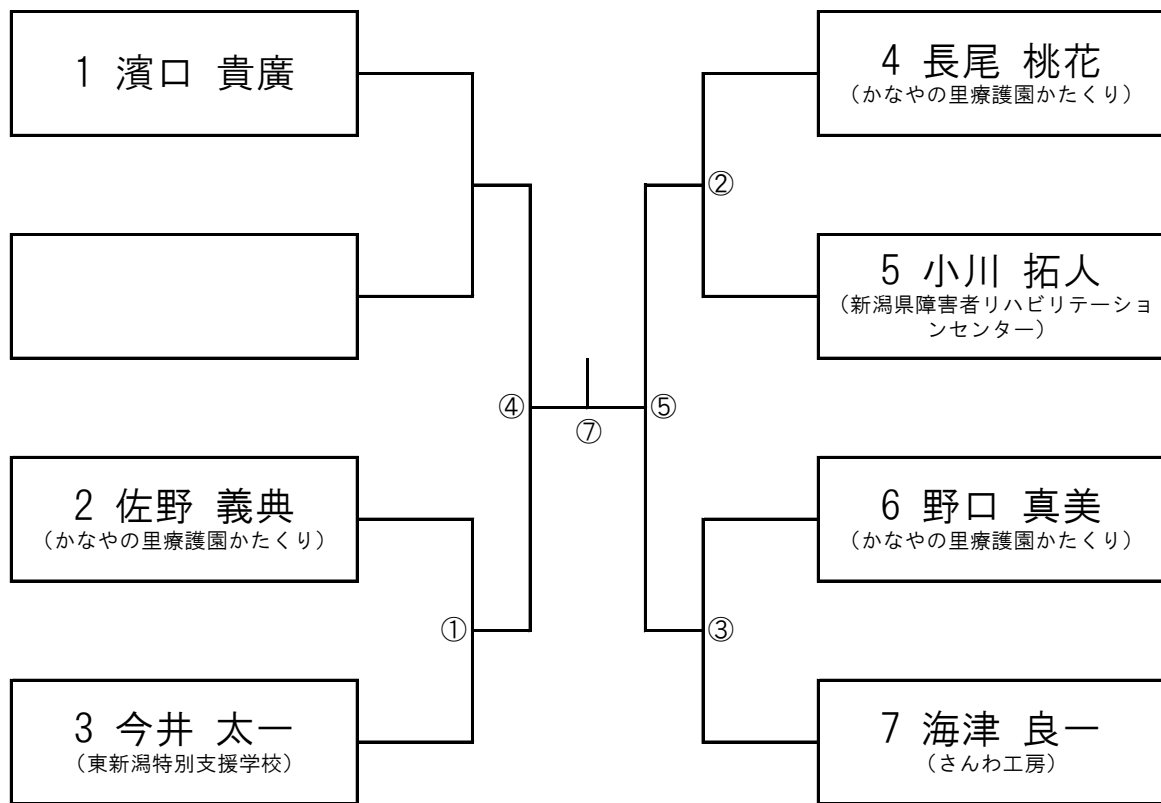 1 濱口 貴廣
2 佐野 義典
（かなやの里療護園かたくり）
3 今井 太一
（東新潟特別支援学校）
④
①
⑦
4 長尾 桃花
（かなやの里療護園かたくり）
②
5 小川 拓人
（新潟県障害者リハビリテーショ
ンセンター）
⑤
6 野口 真美
（かなやの里療護園かたくり）
③
7 海津 良一
（さんわ工房）